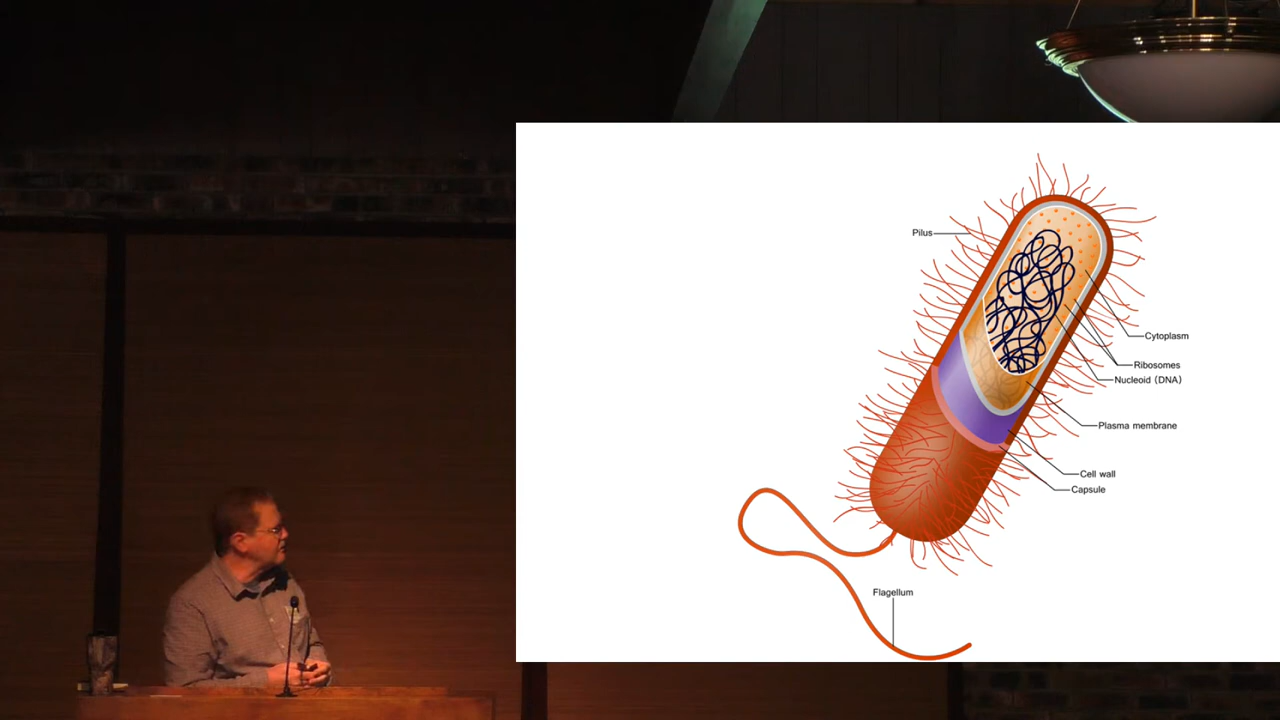 Pilus
Cytoplasm
Ribosomes
Nucleoid (DNA)
Plasma membrane
Cell wall
Capsule
Flagellum